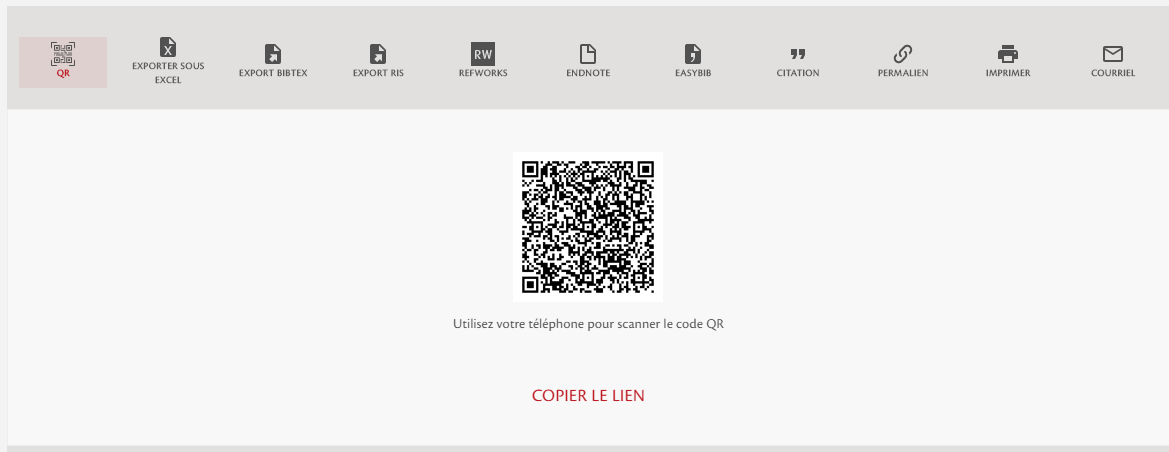 QR
EXPORTER SOUS
EXCEL
EXPORT BIBTEX
EXPORT RIS
RW
REFWORKS
ENDNOTE
EASYBIB
CITATION
PERMALIEN
IMPRIMER
COURRIEL
Utilisez votre téléphone pour scanner le code QR
COPIER LE LIEN